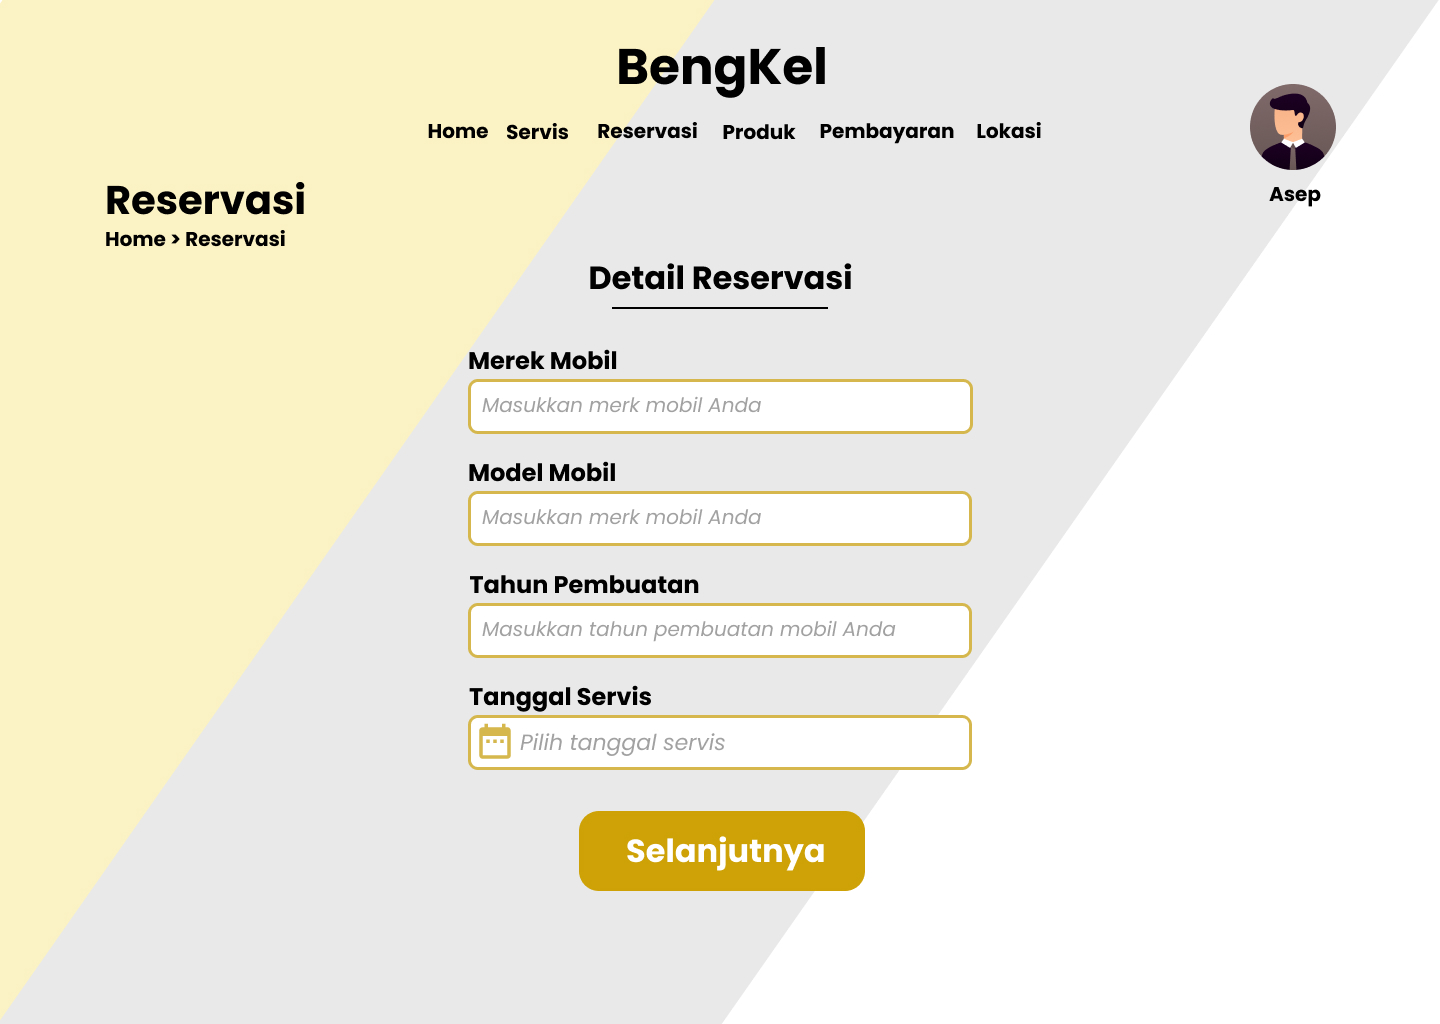 BengKel
Home Servis Reservasi Produk Pembayaran Lokasi
Asep
Reservasi
Home > Reservasi
Detail Reservasi
Merek Mobil
Masukkan merk mobil Anda
Model Mobil
Masukkan merk mobil Anda
Tahun Pembuatan
Masukkan tahun pembuatan mobil Anda
Tanggal Servis
Pilih tanggal servis
Selanjutnya